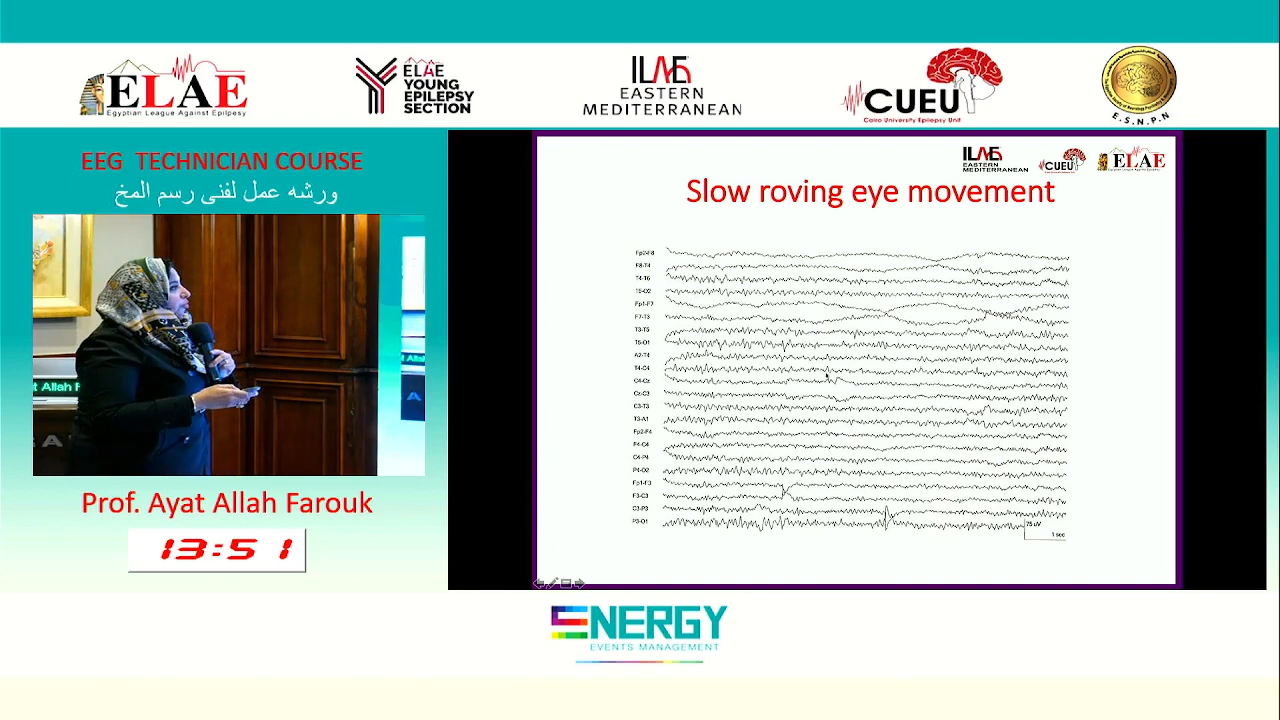 ELAE
Egyptian League Against Epilepsy
ELAE
YOUNG
EPILEPSY
SECTION
ILAE
EASTERN
MEDITERRANEAN
CUEU
Cairo University Epilepsy Unit
E.S.N.P.N
EEG TECHNICIAN COURSE
ورشه عمل لفنى رسم المخ
t Allah F
A
Prof. Ayat Allah Farouk
13:51
ILAE
EASTERN
MEDITERRANEAN
CUEU
ELAE
Slow roving eye movement
Fp2-F8
F8-T4
T4-T6
T6-O2
Fp1-F7
F7-T3
T3-T5
T5-O1
A2-T4
T4-C4
C4-Cz
Cz-C3
C3-T3
T3-A1
Fp2-F4
F4-C4
C4-P4
P4-O2
Fp1-F3
F3-C3
C3-P3
P3-O1
75 uV
1 sec
ENERGY
EVENTS MANAGEMENT